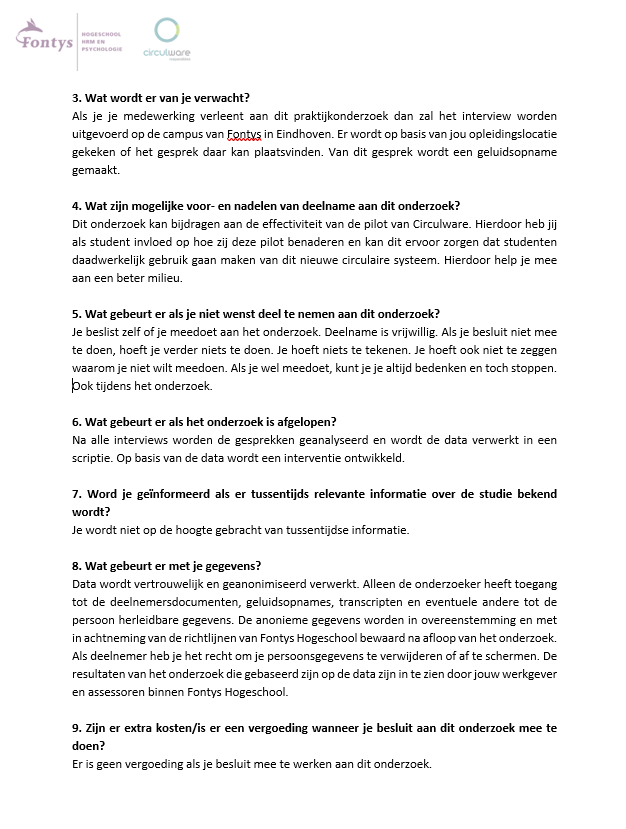 Fontys
HOGESCHOOL
HRM EN
PSYCHOLOGIE
circulware
3. Wat wordt er van je verwacht?
Als je je medewerking verleent aan dit praktijkonderzoek dan zal het interview worden
uitgevoerd op de campus van Fontys in Eindhoven. Er wordt op basis van jou opleidingslocatie
gekeken of het gesprek daar kan plaatsvinden. Van dit gesprek wordt een geluidsopname
gemaakt.
4. Wat zijn mogelijke voor- en nadelen van deelname aan dit onderzoek?
Dit onderzoek kan bijdragen aan de effectiviteit van de pilot van Circulware. Hierdoor heb jij
als student invloed op hoe zij deze pilot benaderen en kan dit ervoor zorgen dat studenten
daadwerkelijk gebruik gaan maken van dit nieuwe circulaire systeem. Hierdoor help je mee
aan een beter milieu.
5. Wat gebeurt er als je niet wenst deel te nemen aan dit onderzoek?
Je beslist zelf of je meedoet aan het onderzoek. Deelname is vrijwillig. Als je besluit niet mee
te doen, hoeft je verder niets te doen. Je hoeft niets te tekenen. Je hoeft ook niet te zeggen
waarom je niet wilt meedoen. Als je wel meedoet, kunt je je altijd bedenken en toch stoppen.
Ook tijdens het onderzoek.
6. Wat gebeurt er als het onderzoek is afgelopen?
Na alle interviews worden de gesprekken geanalyseerd en wordt de data verwerkt in een
scriptie. Op basis van de data wordt een interventie ontwikkeld.
7. Word je geïnformeerd als er tussentijds relevante informatie over de studie bekend
wordt?
Je wordt niet op de hoogte gebracht van tussentijdse informatie.
8. Wat gebeurt er met je gegevens?
Data wordt vertrouwelijk en geanonimiseerd verwerkt. Alleen de onderzoeker heeft toegang
tot de deelnemersdocumenten, geluidsopnames, transcripten en eventuele andere tot de
persoon herleidbare gegevens. De anonieme gegevens worden in overeenstemming en met
in achtneming van de richtlijnen van Fontys Hogeschool bewaard na afloop van het onderzoek.
Als deelnemer heb je het recht om je persoonsgegevens te verwijderen of af te schermen. De
resultaten van het onderzoek die gebaseerd zijn op de data zijn in te zien door jouw werkgever
en assessoren binnen Fontys Hogeschool.
9. Zijn er extra kosten/is er een vergoeding wanneer je besluit aan dit onderzoek mee te
doen?
Er is geen vergoeding als je besluit mee te werken aan dit onderzoek.